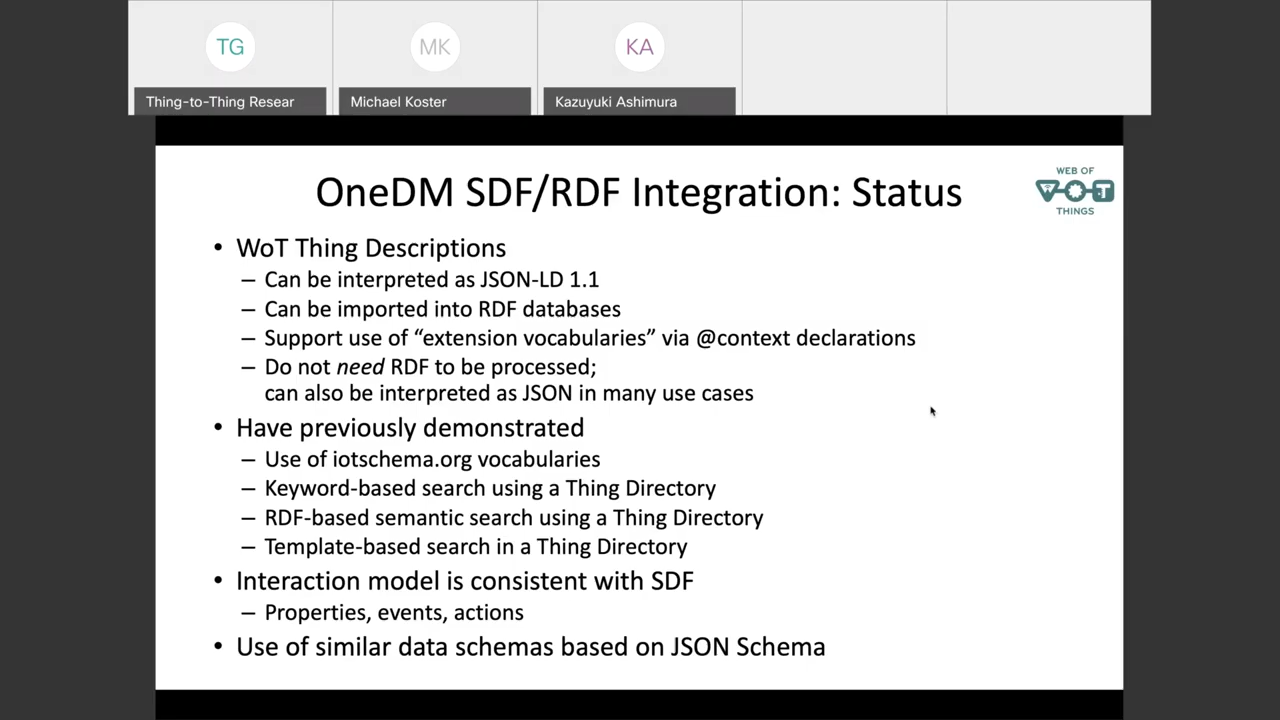 TG
MK
KA
Thing-to-Thing Resear
Michael Koster
Kazuyuki Ashimura
OneDM SDF/RDF Integration: Status
WEB OF
WOT
THINGS
• WoT Thing Descriptions
– Can be interpreted as JSON-LD 1.1
– Can be imported into RDF databases
– Support use of “extension vocabularies” via @context declarations
– Do not need RDF to be processed;
can also be interpreted as JSON in many use cases
• Have previously demonstrated
– Use of iotschema.org vocabularies
– Keyword-based search using a Thing Directory
– RDF-based semantic search using a Thing Directory
– Template-based search in a Thing Directory
• Interaction model is consistent with SDF
– Properties, events, actions
• Use of similar data schemas based on JSON Schema